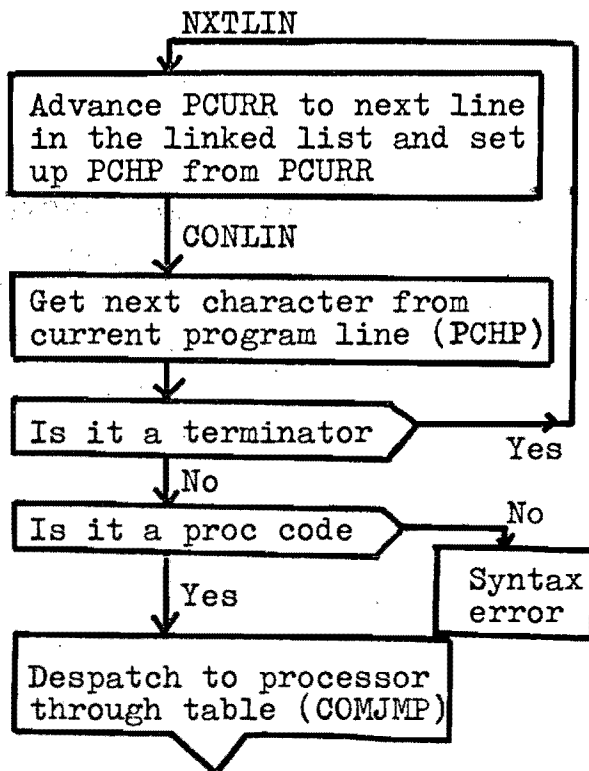 NXTLIN
Advance PCURR to next line
in the linked list and set
up PCHP from PCURR
CONLIN
Get next character from
current program line (PCHP)
Is it a terminator
Yes
No
Is it a proc code
No
Yes
Syntax
error
Despatch to processor
through table (COMJMP)